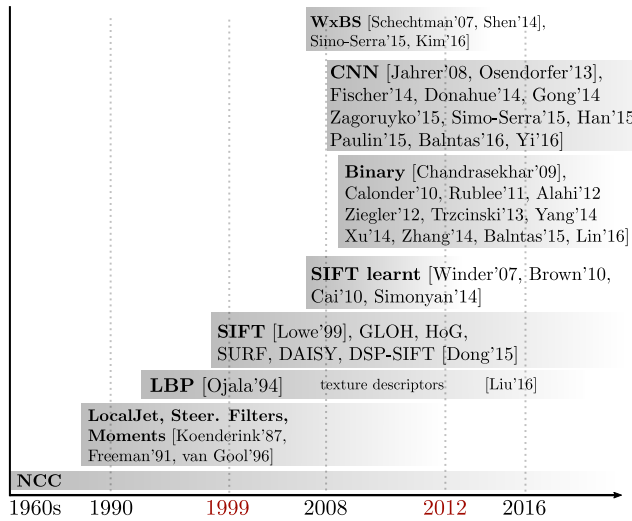 WxBS [Schechtman'07, Shen'14],
Simo-Serra'15, Kim'16]
CNN [Jahrer'08, Osendorfer'13],
Fischer'14, Donahue'14, Gong'14
Zagoruyko'15, Simo-Serra'15, Han'15
Paulin'15, Balntas'16, Yi'16]
Binary [Chandrasekhar'09],
Calonder'10, Rublee'11, Alahi'12
Ziegler'12, Trzcinski'13, Yang'14
Xu'14, Zhang'14, Balntas'15, Lin'16]
SIFT learnt [Winder'07, Brown'10,
Cai'10, Simonyan'14]
SIFT [Lowe'99], GLOH, HoG,
SURF, DAISY, DSP-SIFT [Dong'15]
LBP [Ojala'94] texture descriptors [Liu'16]
LocalJet, Steer. Filters,
Moments [Koenderink'87,
Freeman'91, van Gool'96]
NCC
1960s 1990 1999 2008 2012 2016